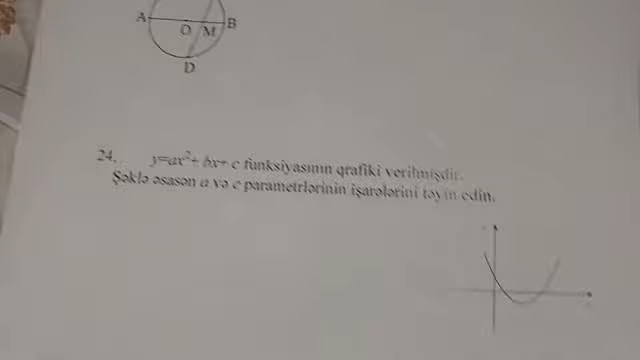 A
O
M
B
D
24. y=ax²+ bx+ c funksiyasının qrafiki verilmişdir.
Şəklə əsasən a və c parametrlərinin işarələrini təyin edin.